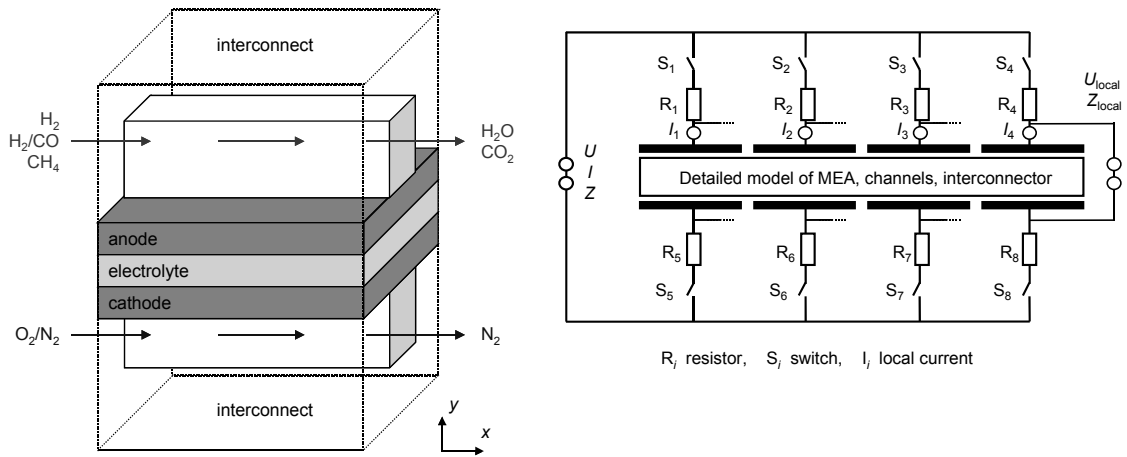 interconnect
H2
H2/CO
CH4
H2O
CO2
anode
electrolyte
cathode
O2/N2
N2
interconnect
y
x
S1 S2 S3 S4
R1 R2 R3 R4
I1 I2 I3 I4
Ulocal
Zlocal
U
I
Z
Detailed model of MEA, channels, interconnector
R5 R6 R7 R8
S5 S6 S7 S8
Ri resistor, Si switch, Ii local current